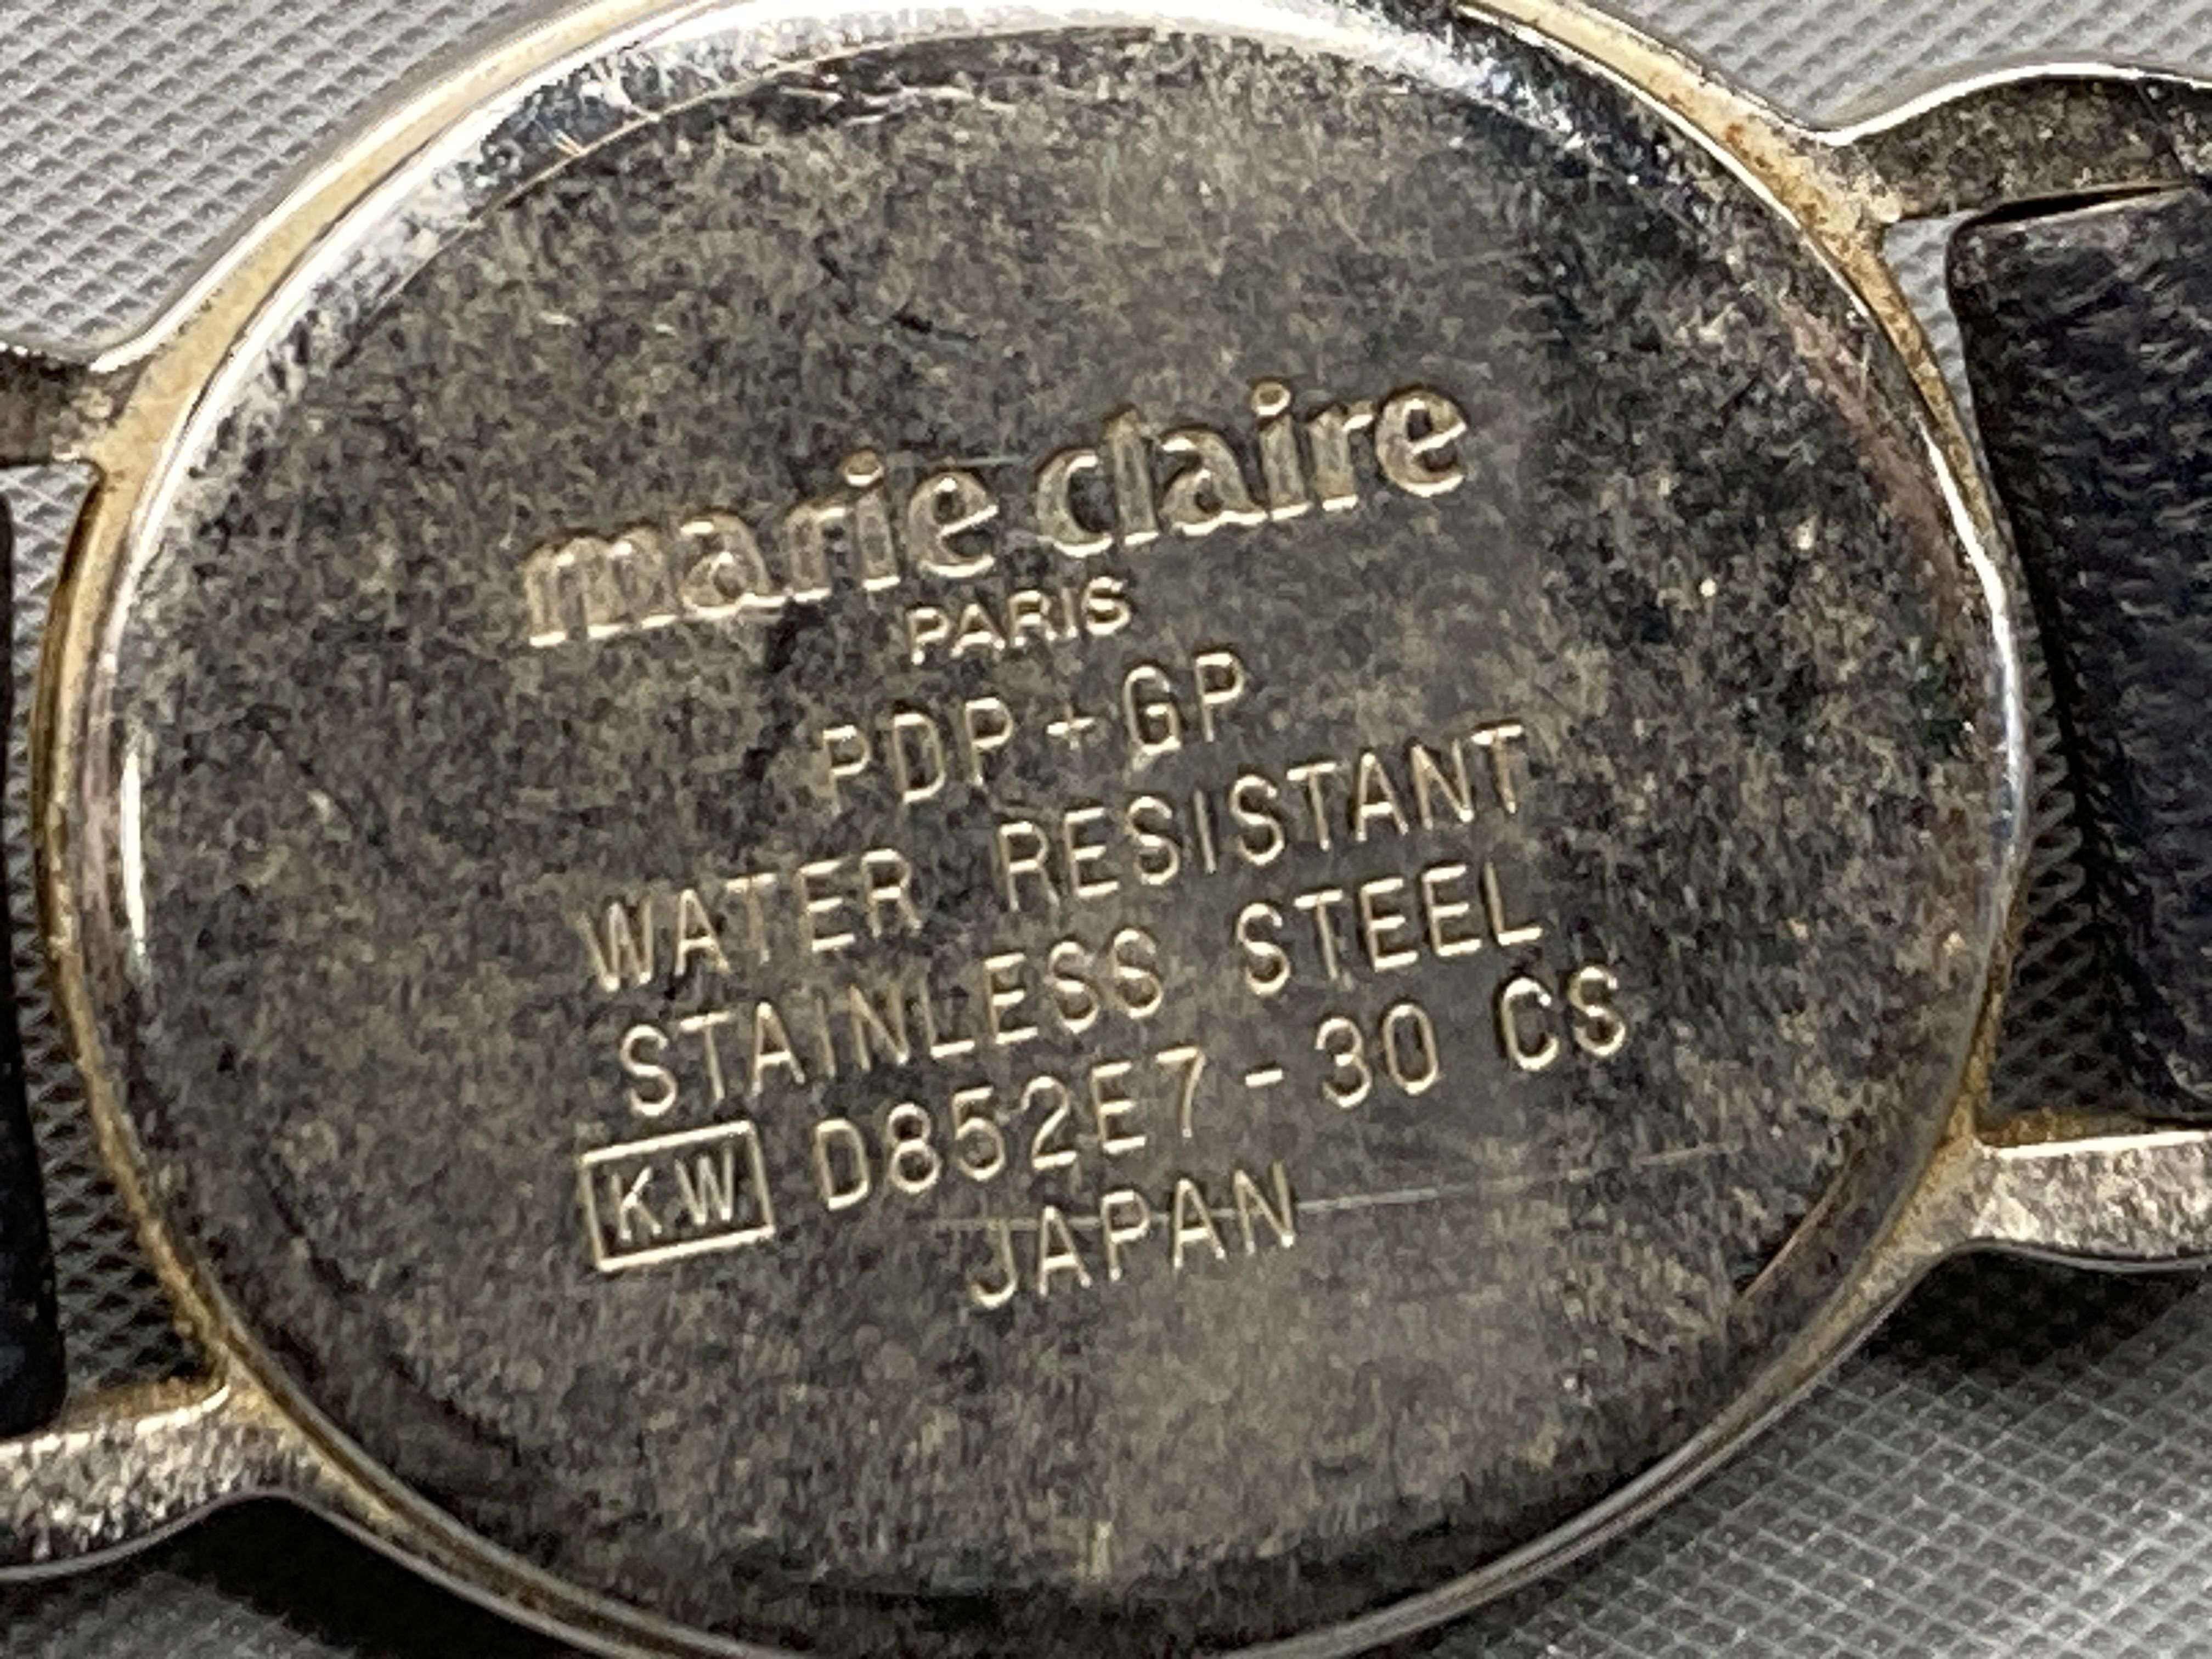 marie claire
PARIS
PDP+GP
WATER RESISTANT
STAINLESS STEEL
KW D852E7-30 CS
JAPAN